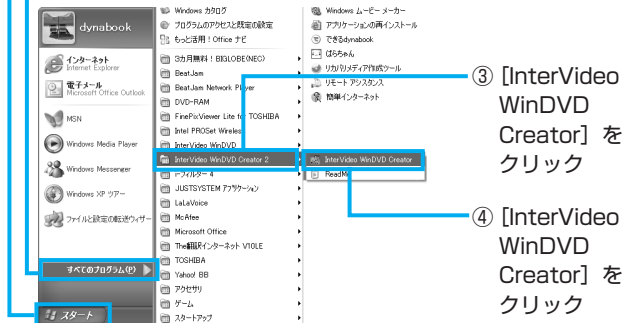 dynabook
インターネット
Internet Explorer
電子メール
Microsoft Office Outlook
MSN
Windows Media Player
Windows Messenger
Windows XP ツアー
ファイルと設定の転送ウィザー
すべてのプログラム(P)
スタート
Windows カタログ
プログラムのアクセスと既定の設定
もっと活用！Office ナビ
3カ月無料！BIGLOBE(NEC)
BeatJam
BeatJam Network Player
DVD-RAM
FinePixViewer Lite for TOSHIBA
Intel PROSet Wireless
InterVideo WinDVD
InterVideo WinDVD Creator 2
i-フィルター 4
JUSTSYSTEM アプリケーション
LaLaVoice
McAfee
Microsoft Office
The翻訳インターネット V10LE
TOSHIBA
Yahoo! BB
アクセサリ
ゲーム
スタートアップ
Windows ムービー メーカー
アプリケーションの再インストール
できるdynabook
ぱらちゃん
リカバリメディア作成ツール
リモート アシスタンス
簡単インターネット
InterVideo WinDVD Creator
ReadMe
③ [InterVideo
WinDVD
Creator] を
クリック
④ [InterVideo
WinDVD
Creator] を
クリック